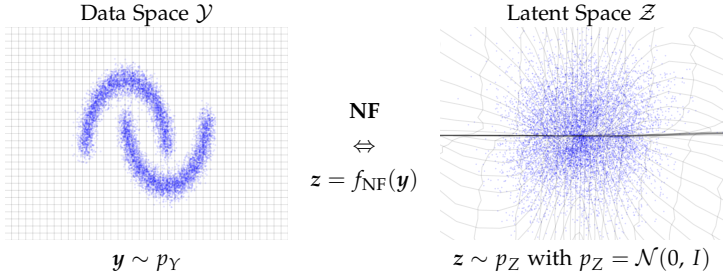 Data Space 𝒴
Latent Space 𝒵
NF
⇔
z = f_NF(y)
y ∼ p_Y
z ∼ p_Z with p_Z = 𝒩(0, I)